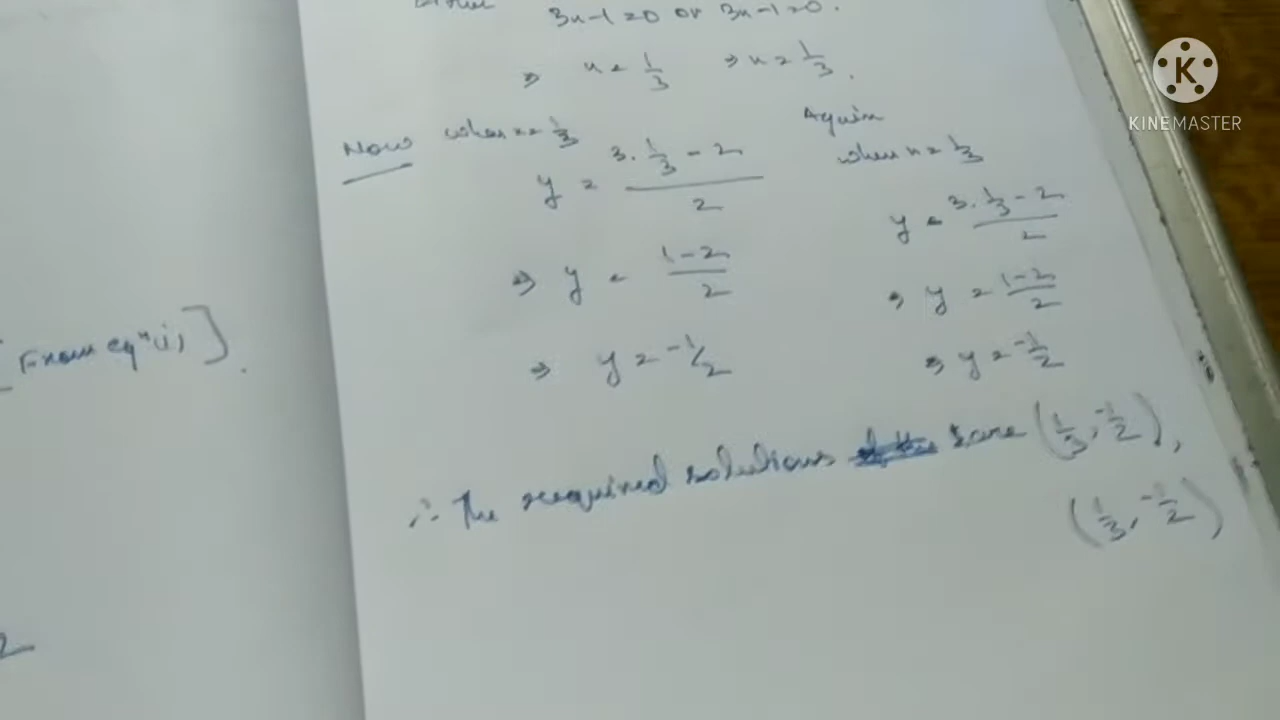 3x-1=0 or 3x-1=0.
⇒ x = 1/3 ⇒ x = 1/3.
Now when x = 1/3
y = (3. 1/3 - 2)/2
⇒ y = (1-2)/2
⇒ y = -1/2
Again
when x = 1/3
y = (3. 1/3 - 2)/2
⇒ y = (1-2)/2
⇒ y = -1/2
∴ The required solutions are (1/3, -1/2),
(1/3, -1/2)
[From eqⁿ(i)].
2
K
KINEMASTER